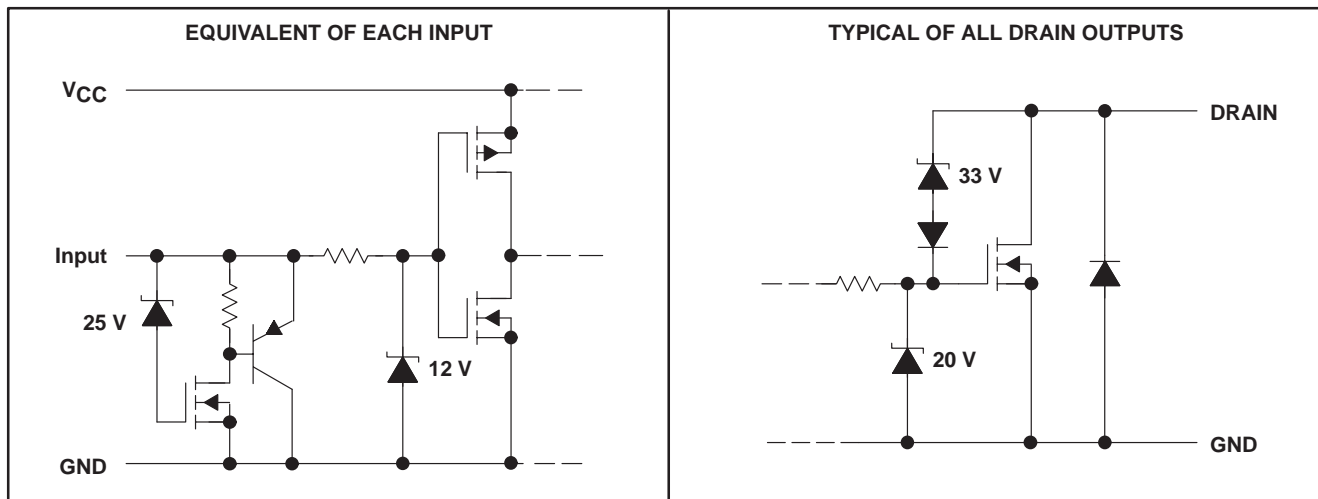 EQUIVALENT OF EACH INPUT
VCC
Input
25 V
12 V
GND
TYPICAL OF ALL DRAIN OUTPUTS
DRAIN
33 V
20 V
GND